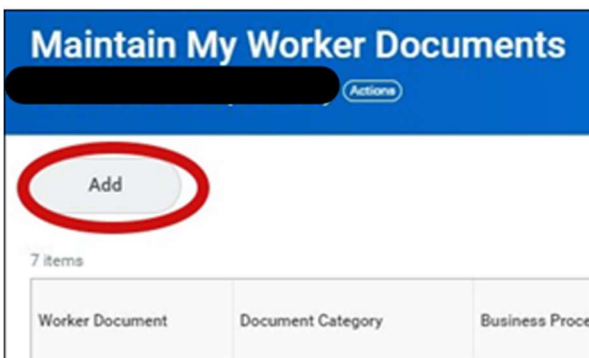 Maintain My Worker Documents
Actions
Add
7 items
Worker Document Document Category Business Proce